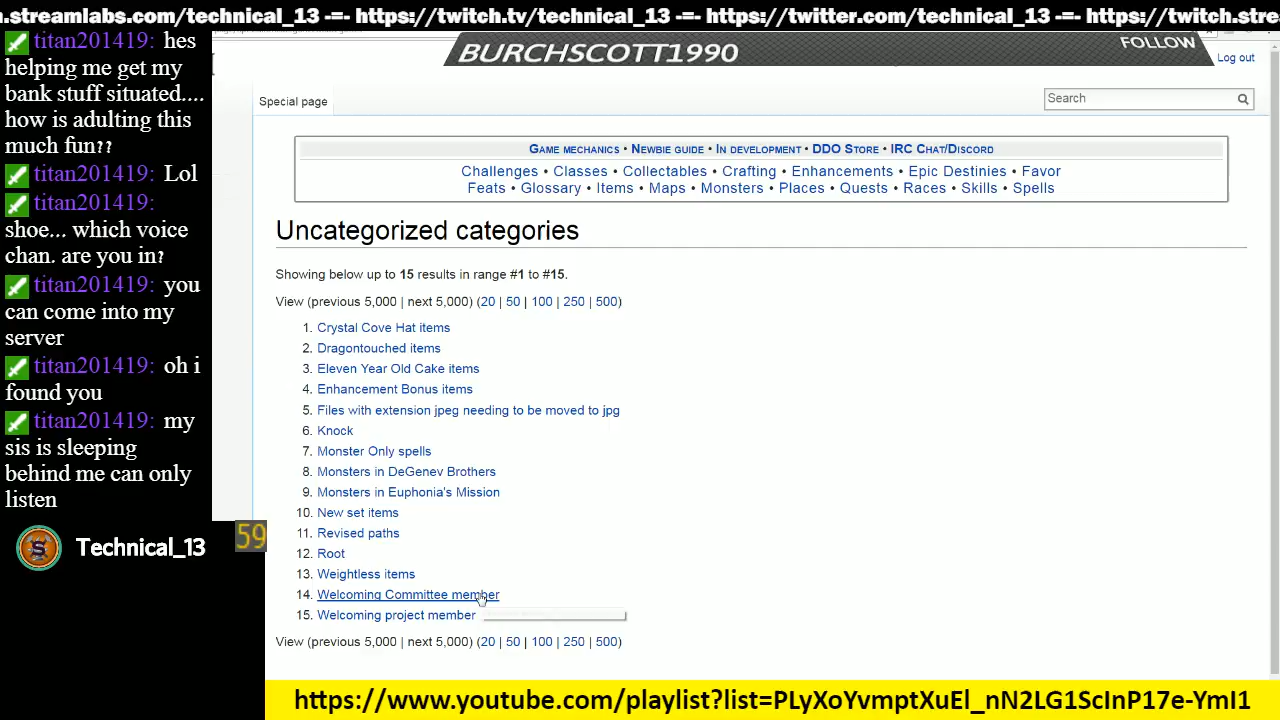 .streamlabs.com/technical_13 -=- https://twitch.tv/technical_13 -=- https://twitter.com/technical_13 -=- https://twitch.stre
titan201419: hes
helping me get my
bank stuff situated....
how is adulting this
much fun??
titan201419: Lol
titan201419:
shoe... which voice
chan. are you in?
titan201419: you
can come into my
server
titan201419: oh i
found you
titan201419: my
sis is sleeping
behind me can only
listen
Technical_13
59
BURCHSCOTT1990
FOLLOW
Log out
Special page
Search
Game mechanics • Newbie guide • In development • DDO Store • IRC Chat/Discord
Challenges • Classes • Collectables • Crafting • Enhancements • Epic Destinies • Favor
Feats • Glossary • Items • Maps • Monsters • Places • Quests • Races • Skills • Spells
Uncategorized categories
Showing below up to 15 results in range #1 to #15.
View (previous 5,000 | next 5,000) (20 | 50 | 100 | 250 | 500)
1. Crystal Cove Hat items
2. Dragontouched items
3. Eleven Year Old Cake items
4. Enhancement Bonus items
5. Files with extension jpeg needing to be moved to jpg
6. Knock
7. Monster Only spells
8. Monsters in DeGenev Brothers
9. Monsters in Euphonia's Mission
10. New set items
11. Revised paths
12. Root
13. Weightless items
14. Welcoming Committee member
15. Welcoming project member
View (previous 5,000 | next 5,000) (20 | 50 | 100 | 250 | 500)
https://www.youtube.com/playlist?list=PLyXoYvmptXuEl_nN2LG1ScInP17e-YmI1